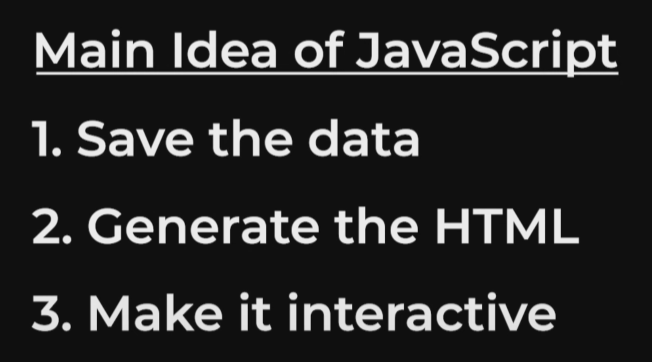 Main Idea of JavaScript
1. Save the data
2. Generate the HTML
3. Make it interactive